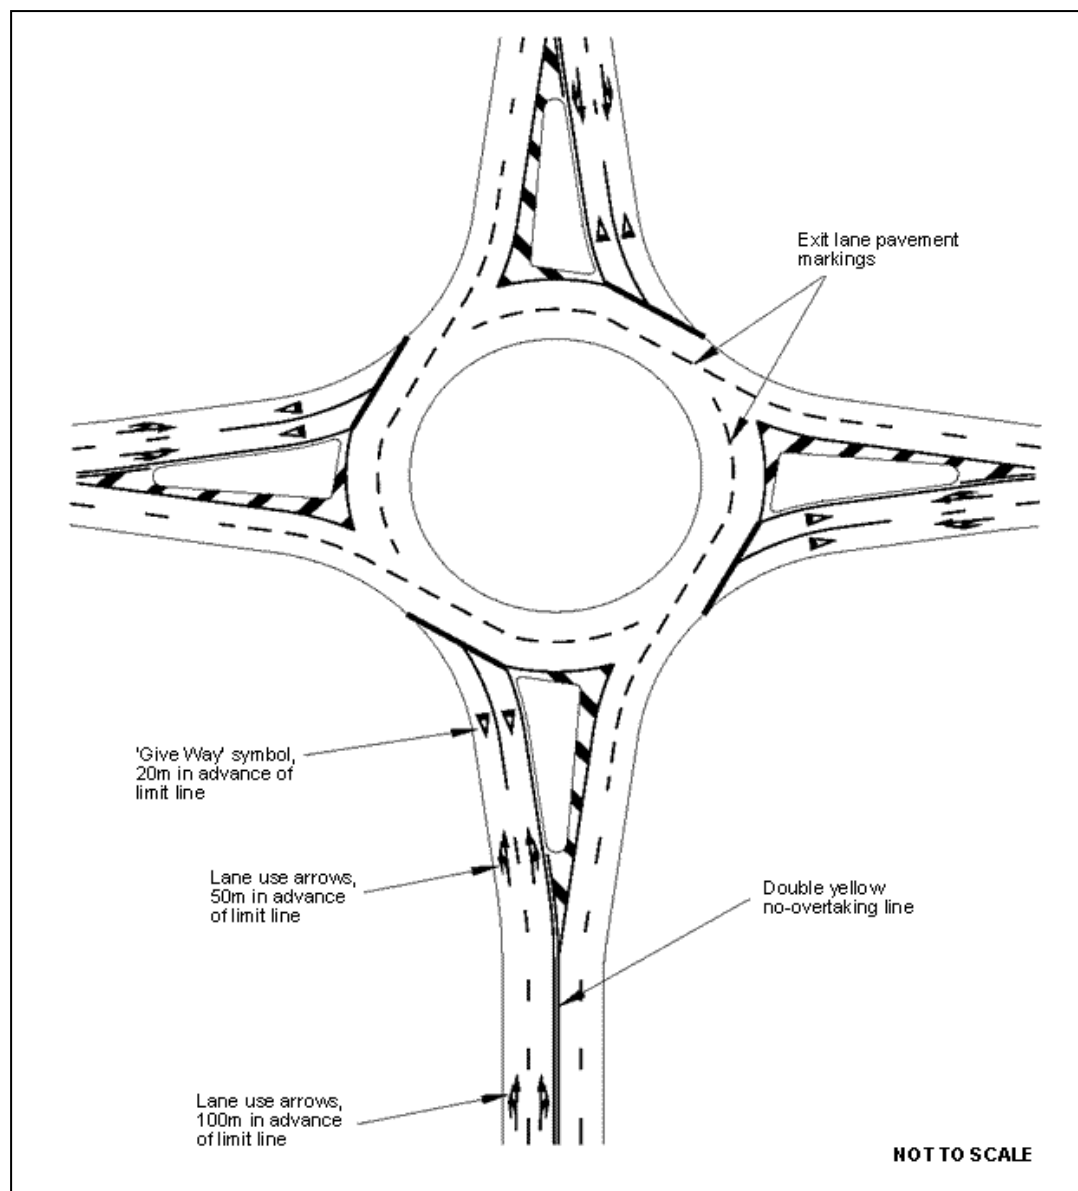 Exit lane pavement
markings
'Give Way' symbol,
20m in advance of
limit line
Lane use arrows,
50m in advance
of limit line
Double yellow
no-overtaking line
Lane use arrows,
100m in advance
of limit line
NOT TO SCALE